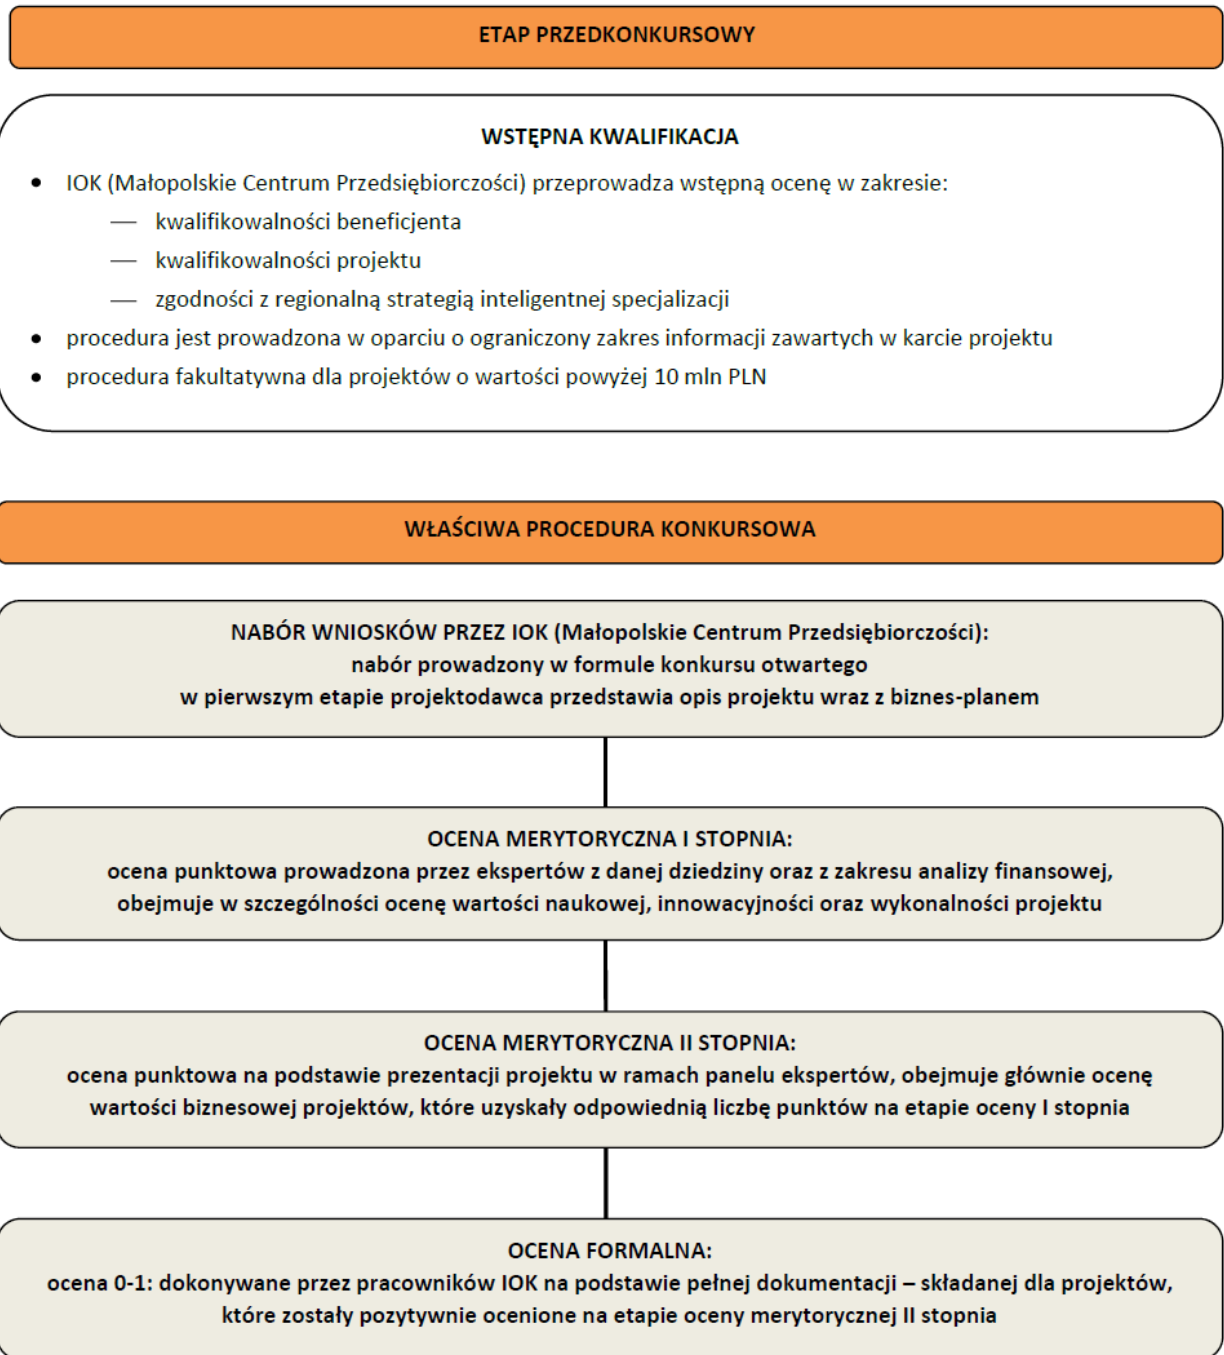 ETAP PRZEDKONKURSOWY
WSTĘPNA KWALIFIKACJA
• IOK (Małopolskie Centrum Przedsiębiorczości) przeprowadza wstępną ocenę w zakresie:
— kwalifikowalności beneficjenta
— kwalifikowalności projektu
— zgodności z regionalną strategią inteligentnej specjalizacji
• procedura jest prowadzona w oparciu o ograniczony zakres informacji zawartych w karcie projektu
• procedura fakultatywna dla projektów o wartości powyżej 10 mln PLN
WŁAŚCIWA PROCEDURA KONKURSOWA
NABÓR WNIOSKÓW PRZEZ IOK (Małopolskie Centrum Przedsiębiorczości):
nabór prowadzony w formule konkursu otwartego
w pierwszym etapie projektodawca przedstawia opis projektu wraz z biznes-planem
OCENA MERYTORYCZNA I STOPNIA:
ocena punktowa prowadzona przez ekspertów z danej dziedziny oraz z zakresu analizy finansowej,
obejmuje w szczególności ocenę wartości naukowej, innowacyjności oraz wykonalności projektu
OCENA MERYTORYCZNA II STOPNIA:
ocena punktowa na podstawie prezentacji projektu w ramach panelu ekspertów, obejmuje głównie ocenę
wartości biznesowej projektów, które uzyskały odpowiednią liczbę punktów na etapie oceny I stopnia
OCENA FORMALNA:
ocena 0-1: dokonywane przez pracowników IOK na podstawie pełnej dokumentacji – składanej dla projektów,
które zostały pozytywnie ocenione na etapie oceny merytorycznej II stopnia